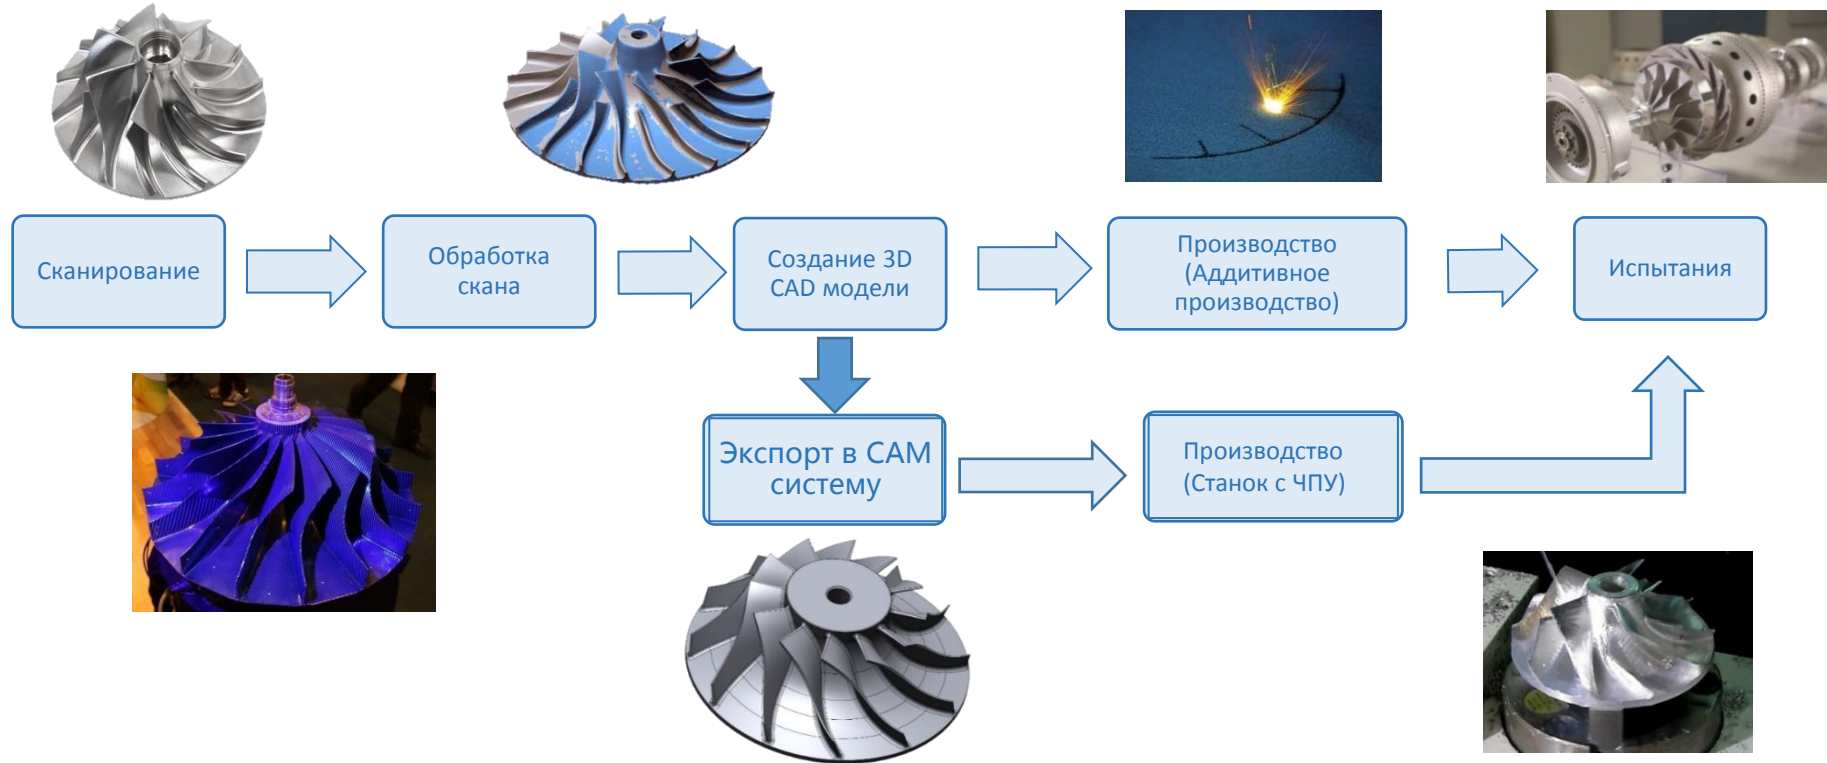 Сканирование
Обработка
скана
Создание 3D
CAD модели
Производство
(Аддитивное
производство)
Испытания
Экспорт в CAM
систему
Производство
(Станок с ЧПУ)